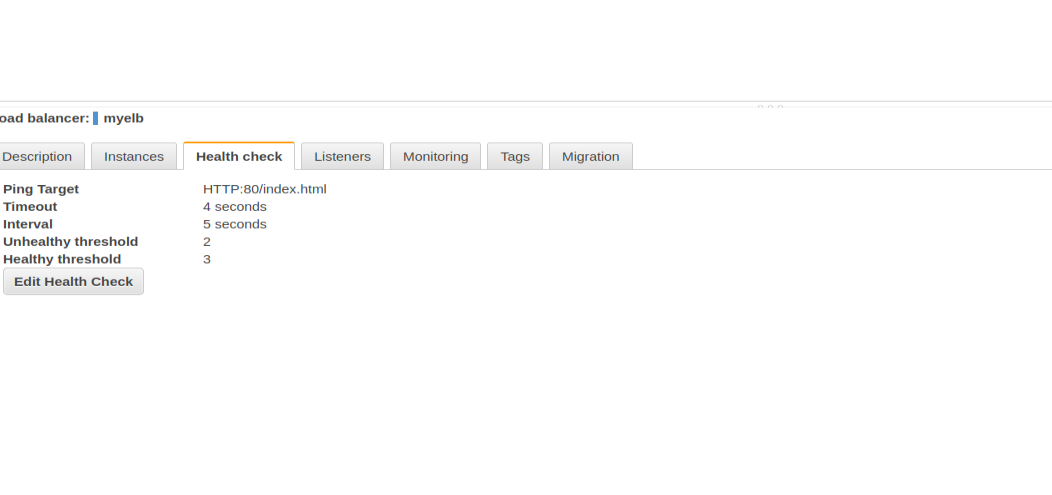 oad balancer: myelb
Description Instances Health check Listeners Monitoring Tags Migration
Ping Target HTTP:80/index.html
Timeout 4 seconds
Interval 5 seconds
Unhealthy threshold 2
Healthy threshold 3
Edit Health Check